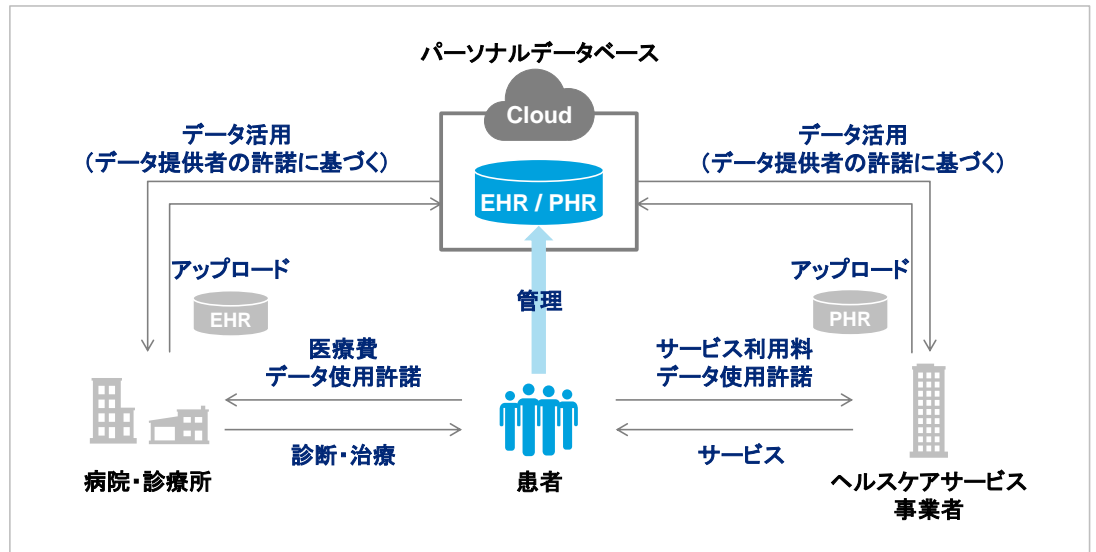 パーソナルデータベース
Cloud
データ活用
（データ提供者の許諾に基づく）
データ活用
（データ提供者の許諾に基づく）
EHR / PHR
アップロード
EHR
アップロード
PHR
管理
医療費
データ使用許諾
サービス利用料
データ使用許諾
診断・治療
サービス
病院・診療所
患者
ヘルスケアサービス
事業者